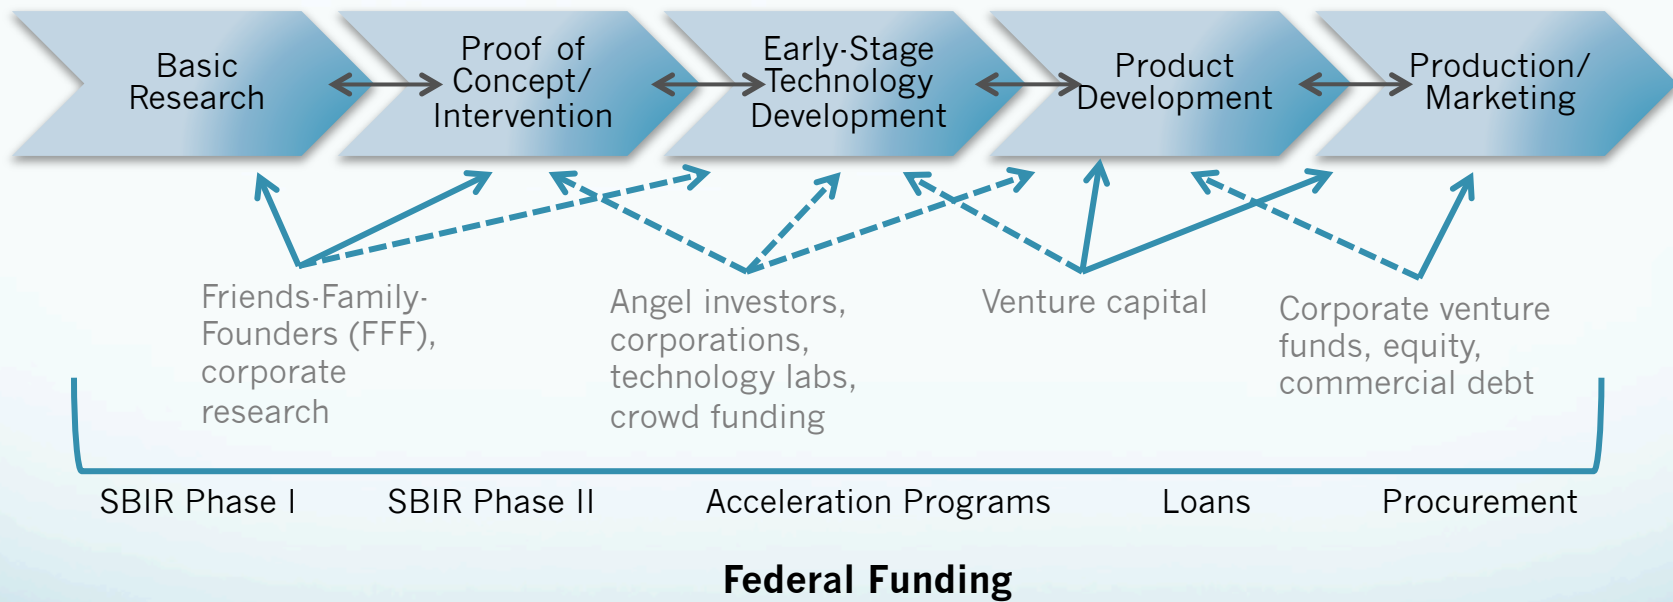 Basic
Research
Proof of
Concept/
Intervention
Early-Stage
Technology
Development
Product
Development
Production/
Marketing
Friends-Family-
Founders (FFF),
corporate
research
Angel investors,
corporations,
technology labs,
crowd funding
Venture capital
Corporate venture
funds, equity,
commercial debt
SBIR Phase I
SBIR Phase II
Acceleration Programs
Loans
Procurement
Federal Funding